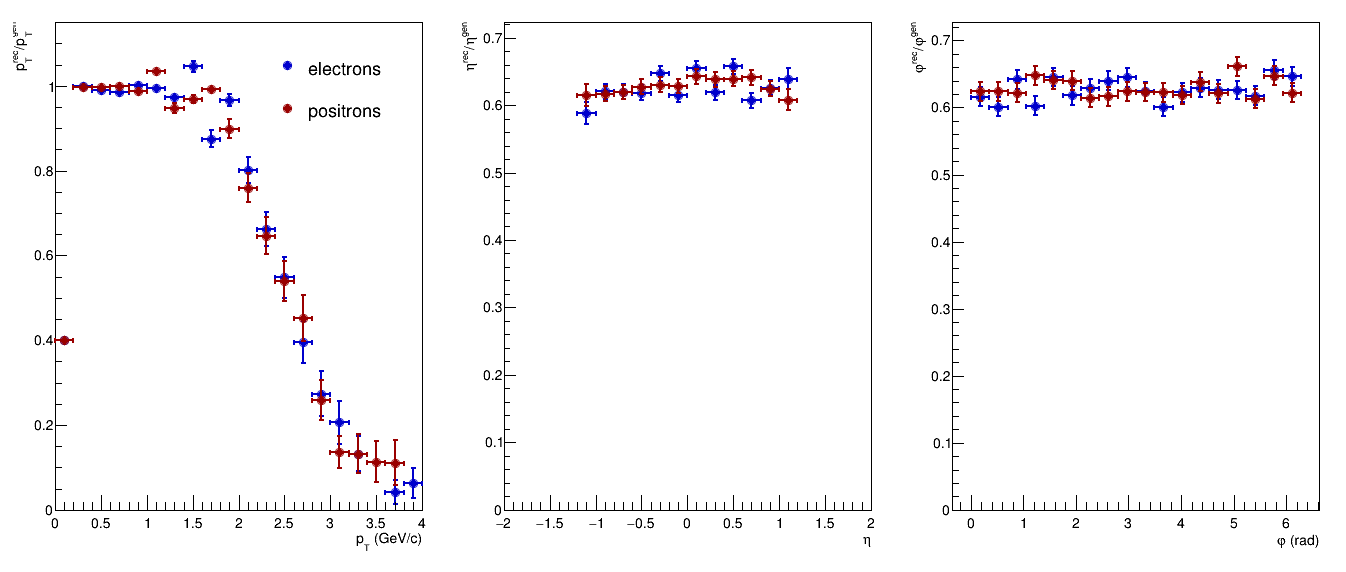 p_T^rec/p_T^gen
electrons
positrons
1
0.8
0.6
0.4
0.2
0
0 0.5 1 1.5 2 2.5 3 3.5 4
p_T (GeV/c)
η^rec/η^gen
0.7
0.6
0.5
0.4
0.3
0.2
0.1
0
−2 −1.5 −1 −0.5 0 0.5 1 1.5 2
η
φ^rec/φ^gen
0.7
0.6
0.5
0.4
0.3
0.2
0.1
0
0 1 2 3 4 5 6
φ (rad)